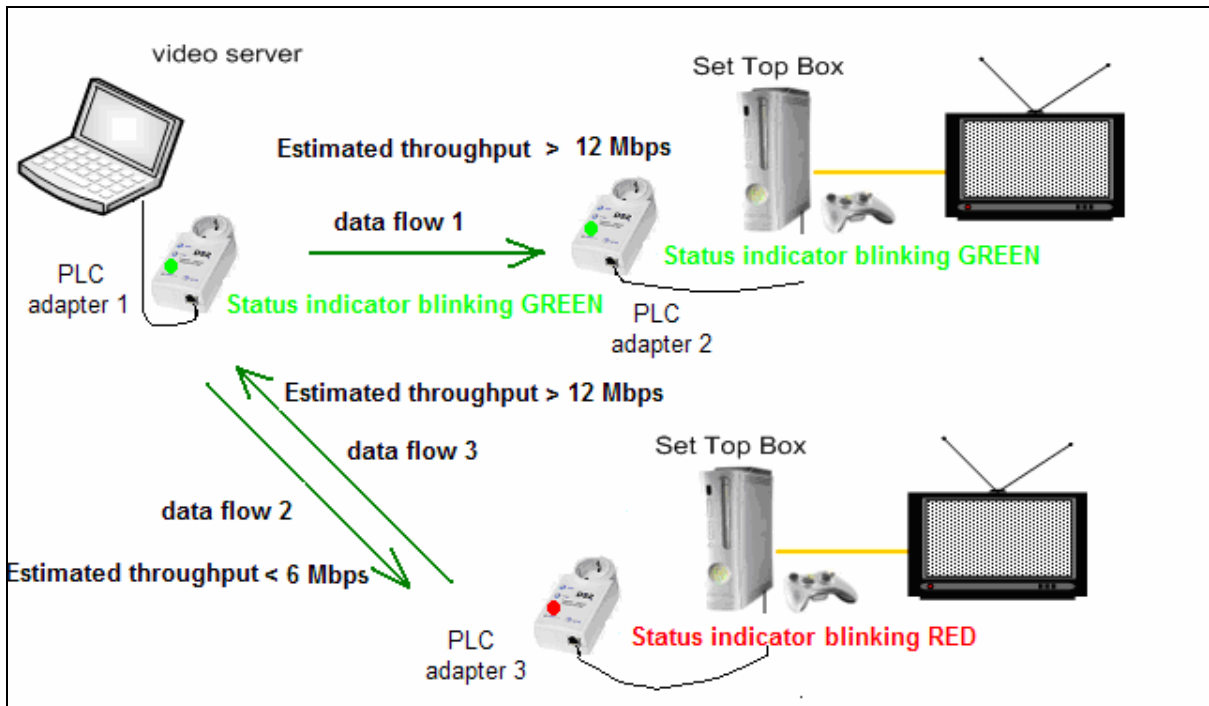 video server
Set Top Box
Estimated throughput > 12 Mbps
data flow 1
Status indicator blinking GREEN
PLC
adapter 1
Status indicator blinking GREEN
PLC
adapter 2
Estimated throughput > 12 Mbps
data flow 3
Set Top Box
data flow 2
Estimated throughput < 6 Mbps
Status indicator blinking RED
PLC
adapter 3